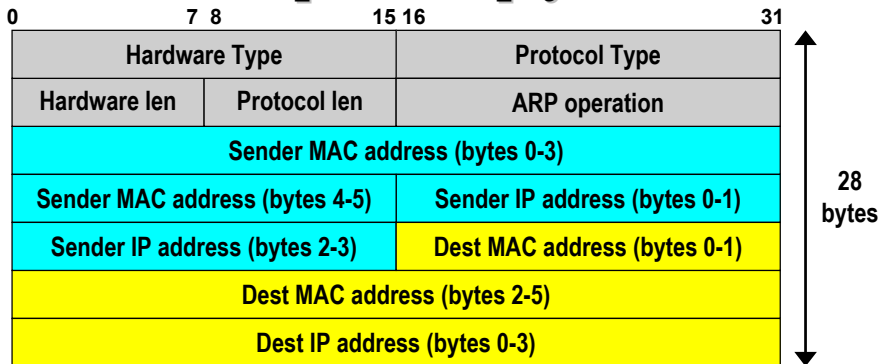 0 7 8 15 16 31
Hardware Type Protocol Type
Hardware len Protocol len ARP operation
Sender MAC address (bytes 0-3)
Sender MAC address (bytes 4-5) Sender IP address (bytes 0-1)
Sender IP address (bytes 2-3) Dest MAC address (bytes 0-1)
Dest MAC address (bytes 2-5)
Dest IP address (bytes 0-3)
28
bytes